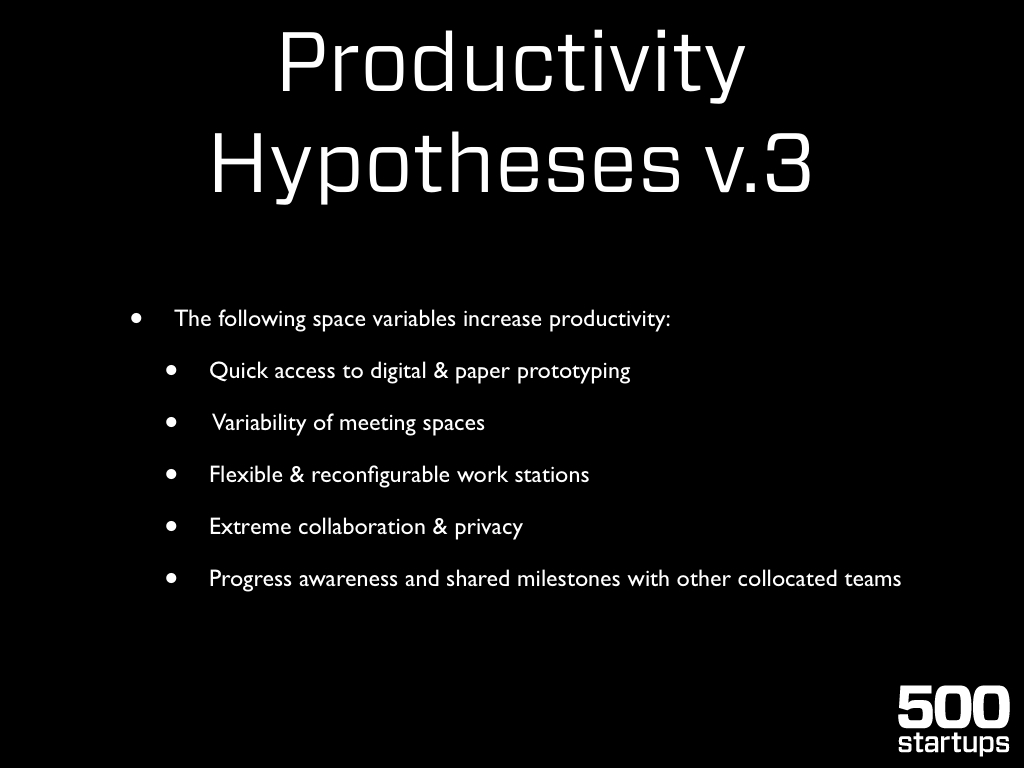 Productivity
Hypotheses v.3
• The following space variables increase productivity:
• Quick access to digital & paper prototyping
• Variability of meeting spaces
• Flexible & reconfigurable work stations
• Extreme collaboration & privacy
• Progress awareness and shared milestones with other collocated teams
500
startups